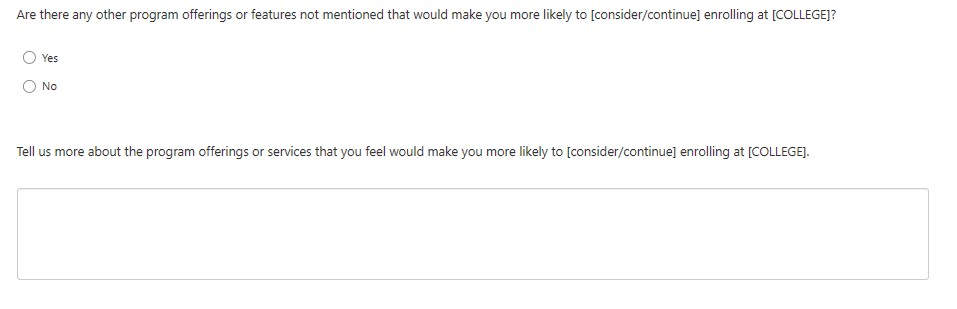 Are there any other program offerings or features not mentioned that would make you more likely to [consider/continue] enrolling at [COLLEGE]?
Yes
No
Tell us more about the program offerings or services that you feel would make you more likely to [consider/continue] enrolling at [COLLEGE].